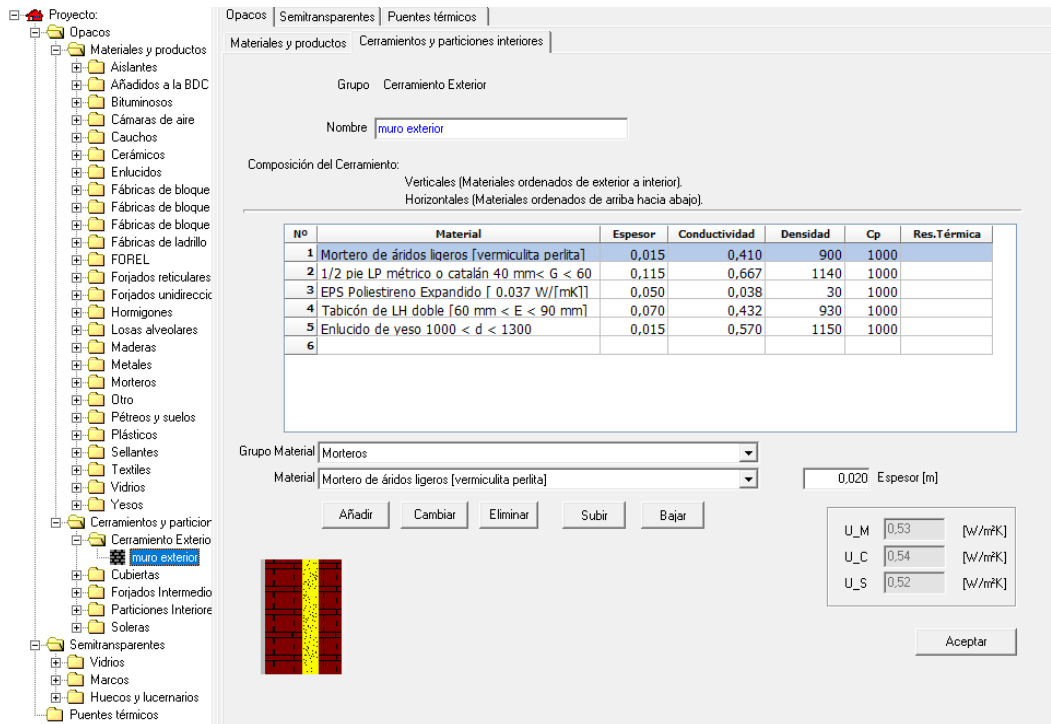 Proyecto:
Opacos
Materiales y productos
Aislantes
Añadidos a la BDC
Bituminosos
Cámaras de aire
Cauchos
Cerámicos
Enlucidos
Fábricas de bloque
Fábricas de bloque
Fábricas de bloque
Fábricas de ladrillo
FOREL
Forjados reticulares
Forjados unidireccic
Hormigones
Losas alveolares
Maderas
Metales
Morteros
Otro
Pétreos y suelos
Plásticos
Sellantes
Textiles
Vidrios
Yesos
Cerramientos y particior
Cerramiento Exterio
muro exterior
Cubiertas
Forjados Intermedio
Particiones Interiore
Soleras
Semitransparentes
Vidrios
Marcos
Huecos y lucernarios
Puentes térmicos
Opacos Semitransparentes Puentes térmicos
Materiales y productos Cerramientos y particiones interiores
Grupo Cerramiento Exterior
Nombre muro exterior
Composición del Cerramiento:
Verticales (Materiales ordenados de exterior a interior).
Horizontales (Materiales ordenados de arriba hacia abajo).
Nº Material Espesor Conductividad Densidad Cp Res.Térmica
1 Mortero de áridos ligeros [vermiculita perlita] 0,015 0,410 900 1000
2 1/2 pie LP métrico o catalán 40 mm< G < 60 0,115 0,667 1140 1000
3 EPS Poliestireno Expandido [ 0.037 W/[mK]] 0,050 0,038 30 1000
4 Tabicón de LH doble [60 mm < E < 90 mm] 0,070 0,432 930 1000
5 Enlucido de yeso 1000 < d < 1300 0,015 0,570 1150 1000
6
Grupo Material Morteros
Material Mortero de áridos ligeros [vermiculita perlita] 0,020 Espesor [m]
Añadir Cambiar Eliminar Subir Bajar
U_M 0,53 [W/m²K]
U_C 0,54 [W/m²K]
U_S 0,52 [W/m²K]
Aceptar